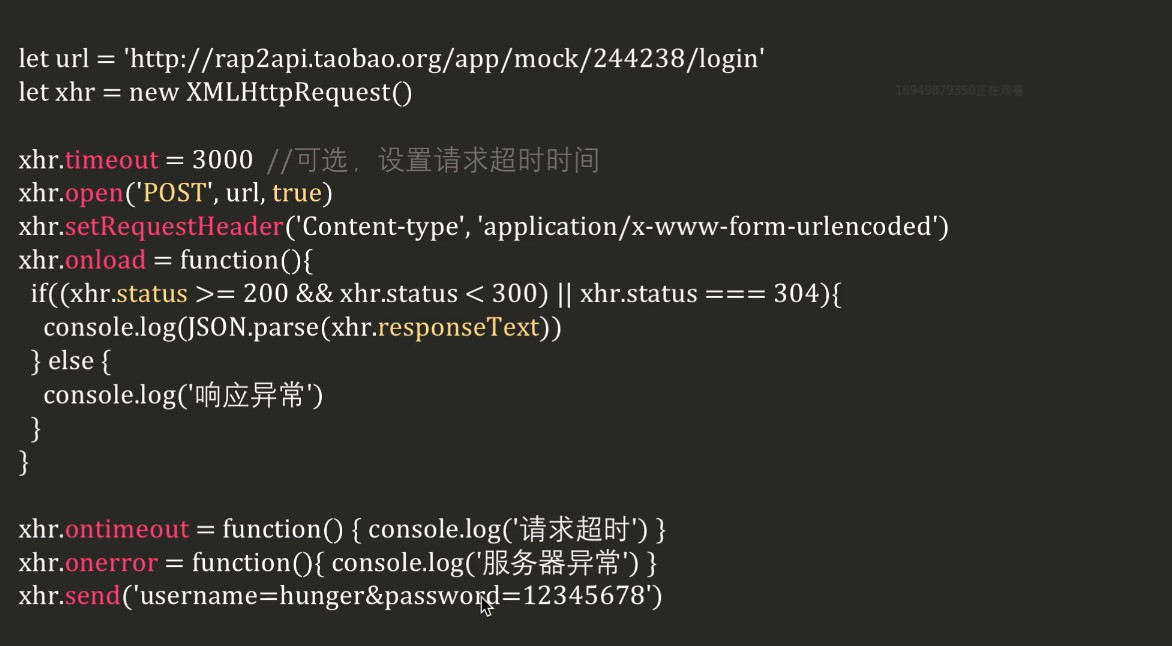 let url = 'http://rap2api.taobao.org/app/mock/244238/login'
let xhr = new XMLHttpRequest()
18949879350正在观看
xhr.timeout = 3000 //可选，设置请求超时时间
xhr.open('POST', url, true)
xhr.setRequestHeader('Content-type', 'application/x-www-form-urlencoded')
xhr.onload = function(){
if((xhr.status >= 200 && xhr.status < 300) || xhr.status === 304){
console.log(JSON.parse(xhr.responseText))
} else {
console.log('响应异常')
}
}
xhr.ontimeout = function() { console.log('请求超时') }
xhr.onerror = function(){ console.log('服务器异常') }
xhr.send('username=hunger&password=12345678')